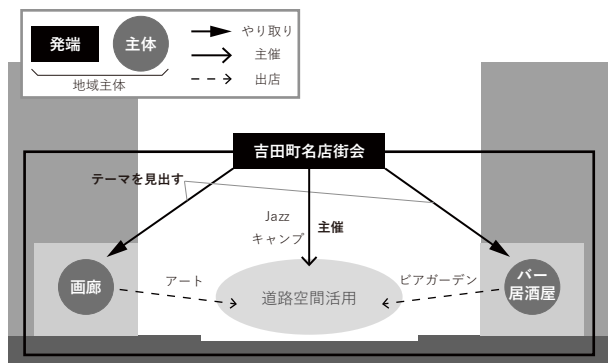 発端
主体
やり取り
主催
出店
地域主体
吉田町名店街会
テーマを見出す
Jazz
キャンプ
主催
画廊
アート
道路空間活用
ビアガーデン
バー
居酒屋